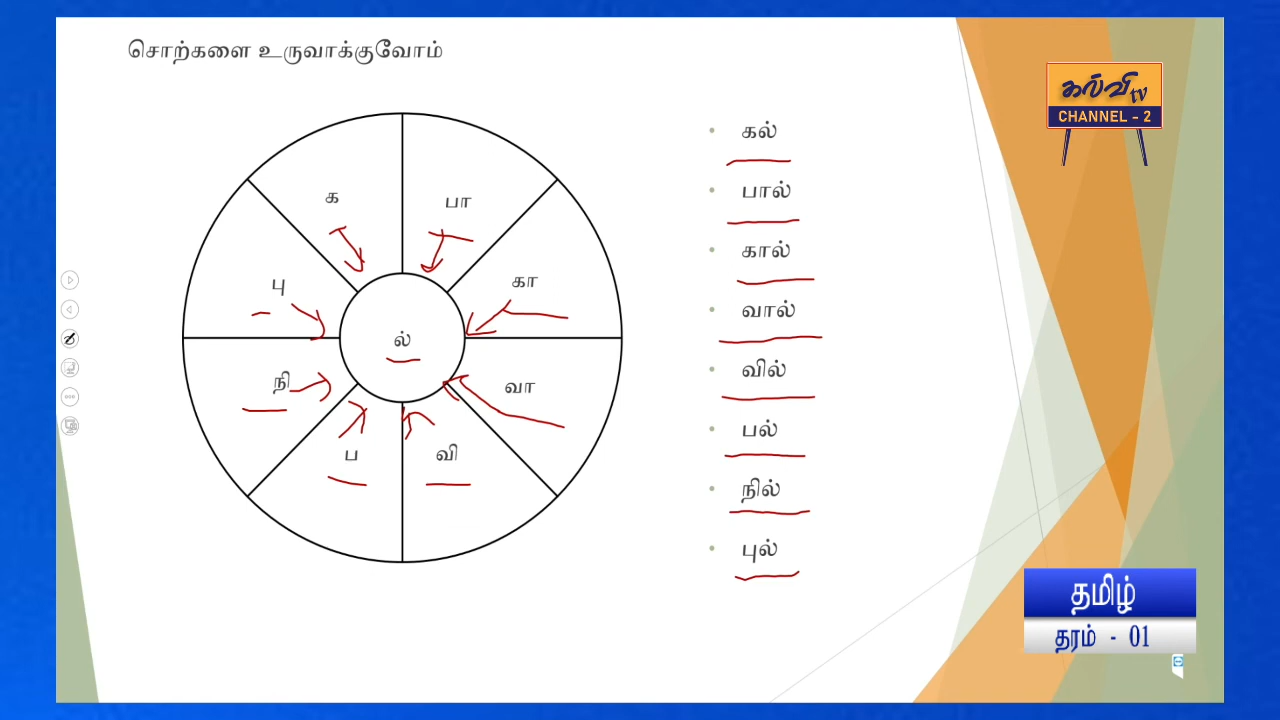 சொற்களை உருவாக்குவோம்
கல்வி tv
CHANNEL - 2
க
பா
பு
கா
ல்
நி
வா
ப
வி
கல்
பால்
கால்
வால்
வில்
பல்
நில்
புல்
தமிழ்
தரம் - 01